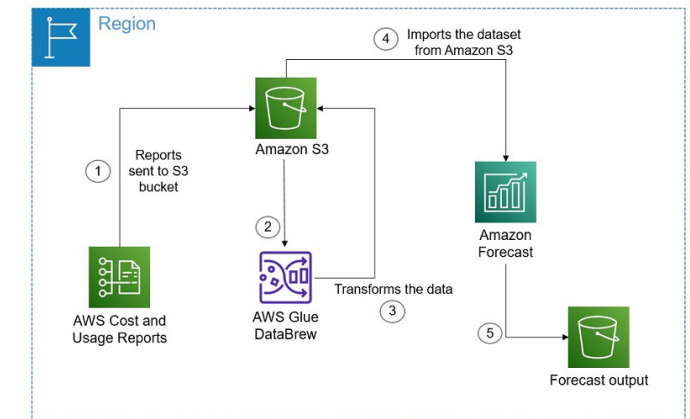 Region
4
Imports the dataset
from Amazon S3
Amazon S3
1
Reports
sent to S3
bucket
2
Amazon
Forecast
AWS Glue
DataBrew
Transforms the data
3
AWS Cost and
Usage Reports
5
Forecast output